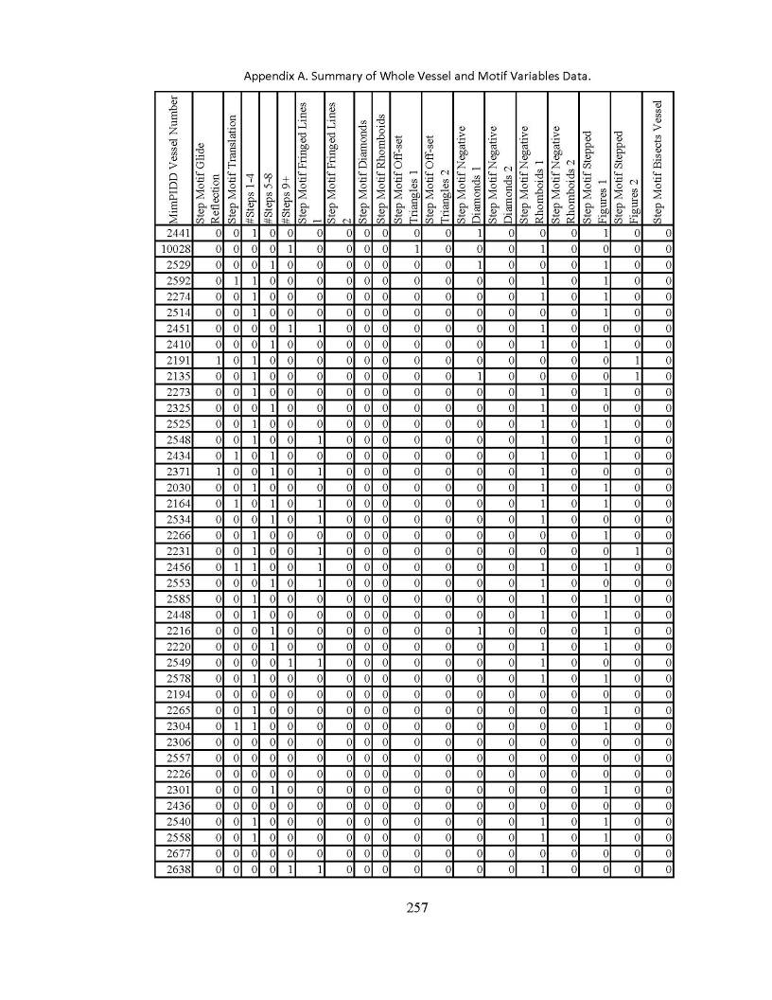 Appendix A. Summary of Whole Vessel and Motif Variables Data.
MimPIDD Vessel Number
Step Motif Glide
Reflection
Step Motif Translation
#Steps 1-4
#Steps 5-8
#Steps 9+
Step Motif Fringed Lines
1
Step Motif Fringed Lines
2
Step Motif Diamonds
Step Motif Rhomboids
Step Motif Off-set
Triangles 1
Step Motif Off-set
Triangles 2
Step Motif Negative
Diamonds 1
Step Motif Negative
Diamonds 2
Step Motif Negative
Rhomboids 1
Step Motif Negative
Rhomboids 2
Step Motif Stepped
Figures 1
Step Motif Stepped
Figures 2
Step Motif Bisects Vessel
2441 0 0 1 0 0 0 0 0 0 0 0 1 0 0 0 1 0 0
10028 0 0 0 0 1 0 0 0 0 1 0 0 0 1 0 0 0 0
2529 0 0 0 1 0 0 0 0 0 0 0 1 0 0 0 1 0 0
2592 0 1 1 0 0 0 0 0 0 0 0 0 0 1 0 1 0 0
2274 0 0 1 0 0 0 0 0 0 0 0 0 0 1 0 1 0 0
2514 0 0 1 0 0 0 0 0 0 0 0 0 0 0 0 1 0 0
2451 0 0 0 0 1 1 0 0 0 0 0 0 0 1 0 0 0 0
2410 0 0 0 1 0 0 0 0 0 0 0 0 0 1 0 1 0 0
2191 1 0 1 0 0 0 0 0 0 0 0 0 0 0 0 0 1 0
2135 0 0 1 0 0 0 0 0 0 0 0 1 0 0 0 0 1 0
2273 0 0 1 0 0 0 0 0 0 0 0 0 0 1 0 1 0 0
2325 0 0 0 1 0 0 0 0 0 0 0 0 0 1 0 0 0 0
2525 0 0 1 0 0 0 0 0 0 0 0 0 0 1 0 1 0 0
2548 0 0 1 0 0 1 0 0 0 0 0 0 0 1 0 1 0 0
2434 0 1 0 1 0 0 0 0 0 0 0 0 0 1 0 1 0 0
2371 1 0 0 1 0 1 0 0 0 0 0 0 0 1 0 0 0 0
2030 0 0 1 0 0 0 0 0 0 0 0 0 0 1 0 1 0 0
2164 0 1 0 1 0 1 0 0 0 0 0 0 0 1 0 1 0 0
2534 0 0 0 1 0 1 0 0 0 0 0 0 0 1 0 0 0 0
2266 0 0 1 0 0 0 0 0 0 0 0 0 0 0 0 1 0 0
2231 0 0 1 0 0 1 0 0 0 0 0 0 0 0 0 0 1 0
2456 0 1 1 0 0 1 0 0 0 0 0 0 0 1 0 1 0 0
2553 0 0 0 1 0 1 0 0 0 0 0 0 0 1 0 0 0 0
2585 0 0 1 0 0 0 0 0 0 0 0 0 0 1 0 1 0 0
2448 0 0 1 0 0 0 0 0 0 0 0 0 0 1 0 1 0 0
2216 0 0 0 1 0 0 0 0 0 0 0 1 0 0 0 1 0 0
2220 0 0 0 1 0 0 0 0 0 0 0 0 0 1 0 1 0 0
2549 0 0 0 0 1 1 0 0 0 0 0 0 0 1 0 0 0 0
2578 0 0 1 0 0 0 0 0 0 0 0 0 0 1 0 1 0 0
2194 0 0 0 0 0 0 0 0 0 0 0 0 0 0 0 0 0 0
2265 0 0 1 0 0 0 0 0 0 0 0 0 0 0 0 1 0 0
2304 0 1 1 0 0 0 0 0 0 0 0 0 0 0 0 1 0 0
2306 0 0 0 0 0 0 0 0 0 0 0 0 0 0 0 0 0 0
2557 0 0 0 0 0 0 0 0 0 0 0 0 0 0 0 0 0 0
2226 0 0 0 0 0 0 0 0 0 0 0 0 0 0 0 0 0 0
2301 0 0 0 1 0 0 0 0 0 0 0 0 0 0 0 1 0 0
2436 0 0 0 0 0 0 0 0 0 0 0 0 0 0 0 0 0 0
2540 0 0 1 0 0 0 0 0 0 0 0 0 0 1 0 1 0 0
2558 0 0 1 0 0 0 0 0 0 0 0 0 0 1 0 1 0 0
2677 0 0 0 0 0 0 0 0 0 0 0 0 0 0 0 0 0 0
2638 0 0 0 0 1 1 0 0 0 0 0 0 0 1 0 0 0 0
257